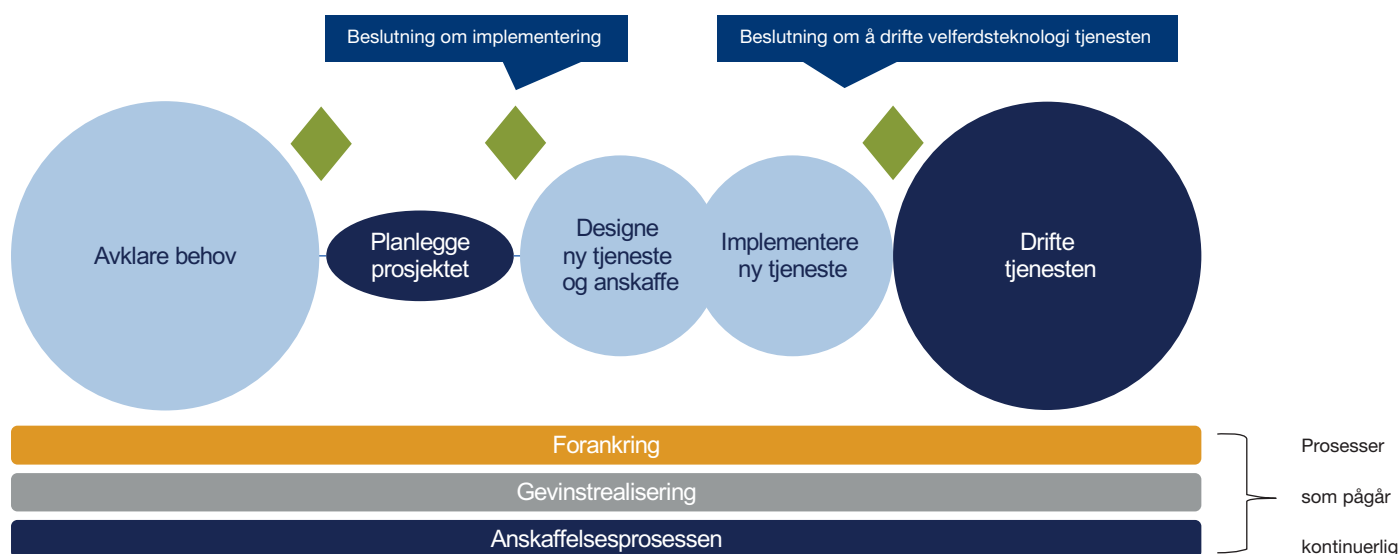 Beslutning om implementering
Beslutning om å drifte velferdsteknologi tjenesten
Avklare behov
Planlegge
prosjektet
Designe
ny tjeneste
og anskaffe
Implementere
ny tjeneste
Drifte
tjenesten
Forankring
Gevinstrealisering
Anskaffelsesprosessen
Prosesser
som pågår
kontinuerlig